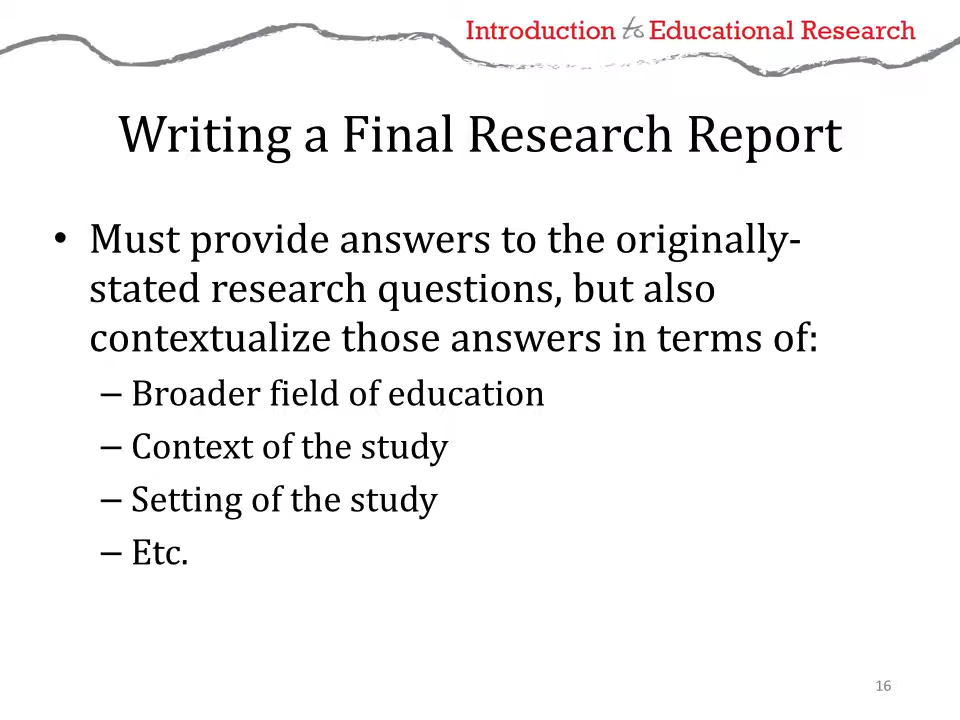 Introduction to Educational Research
Writing a Final Research Report
• Must provide answers to the originally-
stated research questions, but also
contextualize those answers in terms of:
– Broader field of education
– Context of the study
– Setting of the study
– Etc.
16